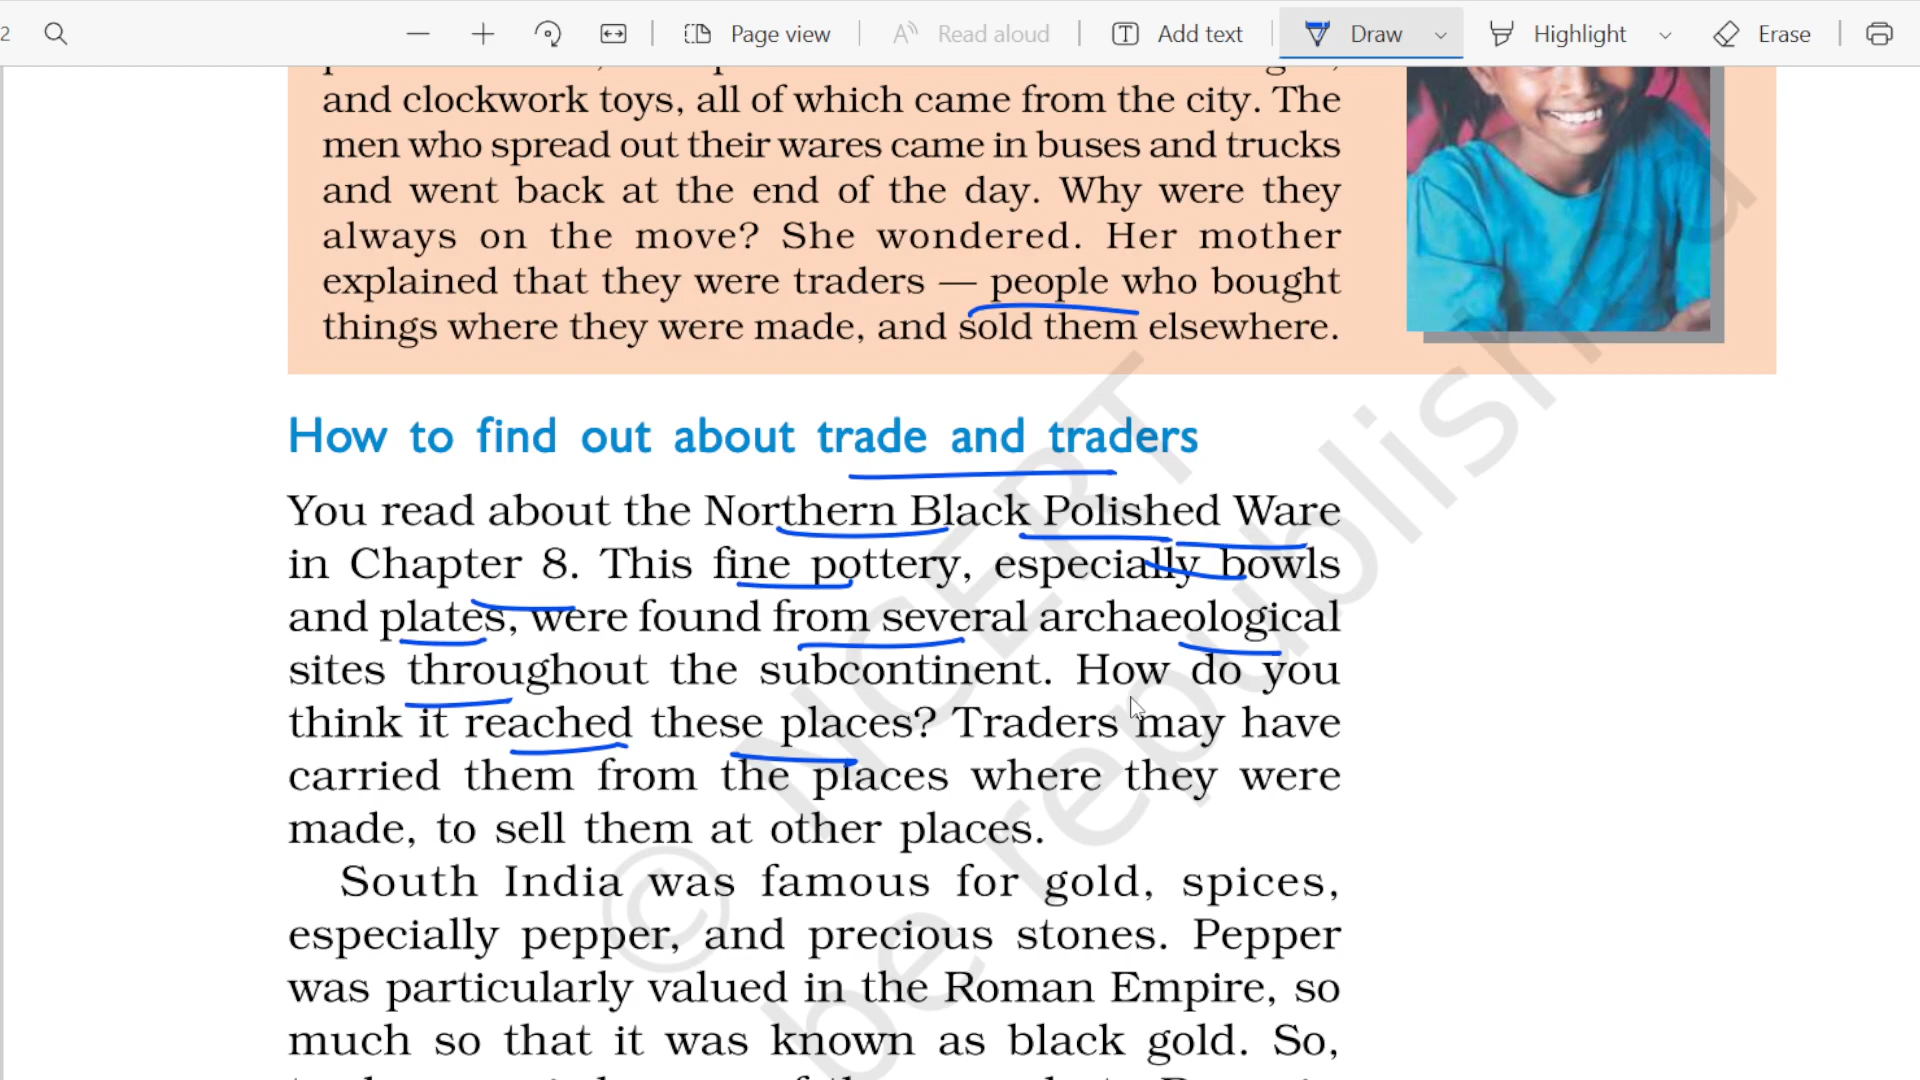 2 Page view Read aloud Add text Draw Highlight Erase
and clockwork toys, all of which came from the city. The
men who spread out their wares came in buses and trucks
and went back at the end of the day. Why were they
always on the move? She wondered. Her mother
explained that they were traders — people who bought
things where they were made, and sold them elsewhere.
How to find out about trade and traders
You read about the Northern Black Polished Ware
in Chapter 8. This fine pottery, especially bowls
and plates, were found from several archaeological
sites throughout the subcontinent. How do you
think it reached these places? Traders may have
carried them from the places where they were
made, to sell them at other places.
South India was famous for gold, spices,
especially pepper, and precious stones. Pepper
was particularly valued in the Roman Empire, so
much so that it was known as black gold. So,
© NCERT
be republished